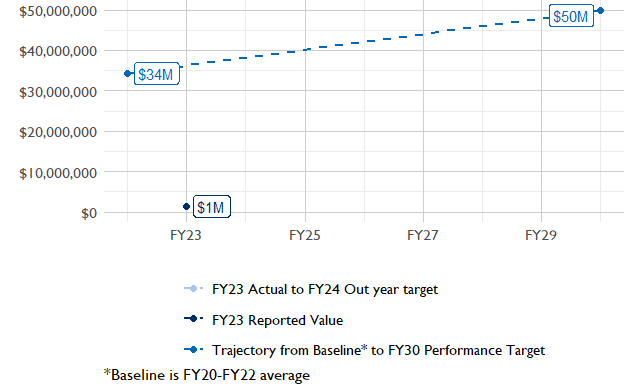 $50,000,000
$50M
$40,000,000
$34M
$30,000,000
$20,000,000
$10,000,000
$1M
$0
FY23 FY25 FY27 FY29
FY23 Actual to FY24 Out year target
FY23 Reported Value
Trajectory from Baseline* to FY30 Performance Target
*Baseline is FY20-FY22 average